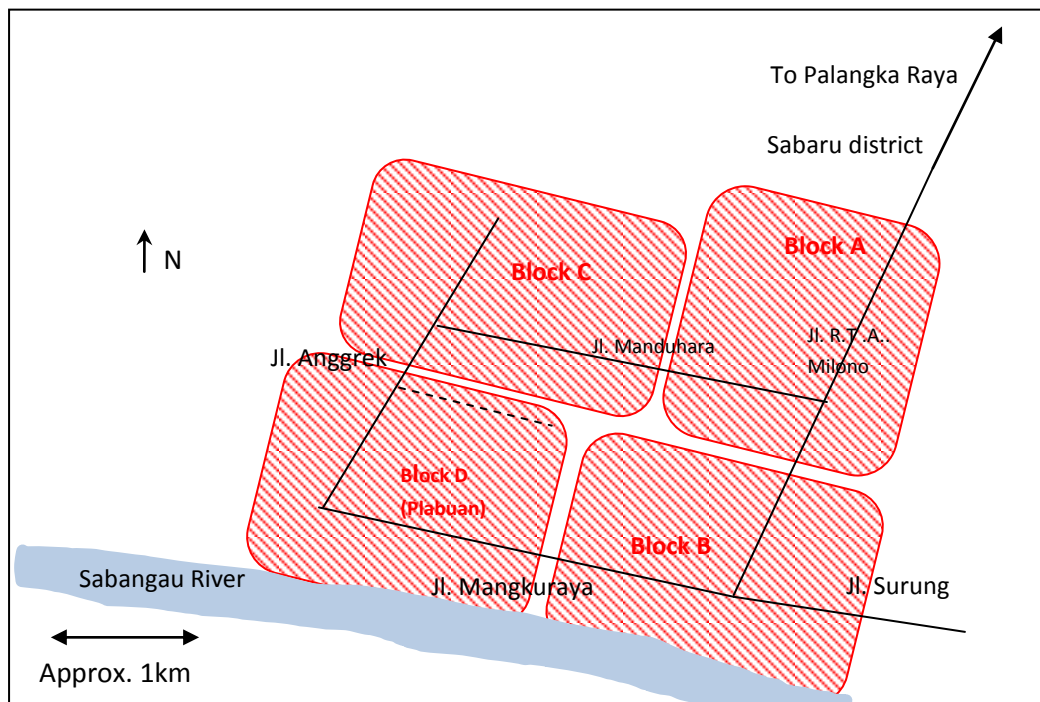 To Palangka Raya
Sabaru district
Block A
N
Block C
Jl. R.T .A..
Milono
Jl. Manduhara
Jl. Anggrek
Block D
(Plabuan)
Block B
Sabangau River
Jl. Mangkuraya
Jl. Surung
Approx. 1km